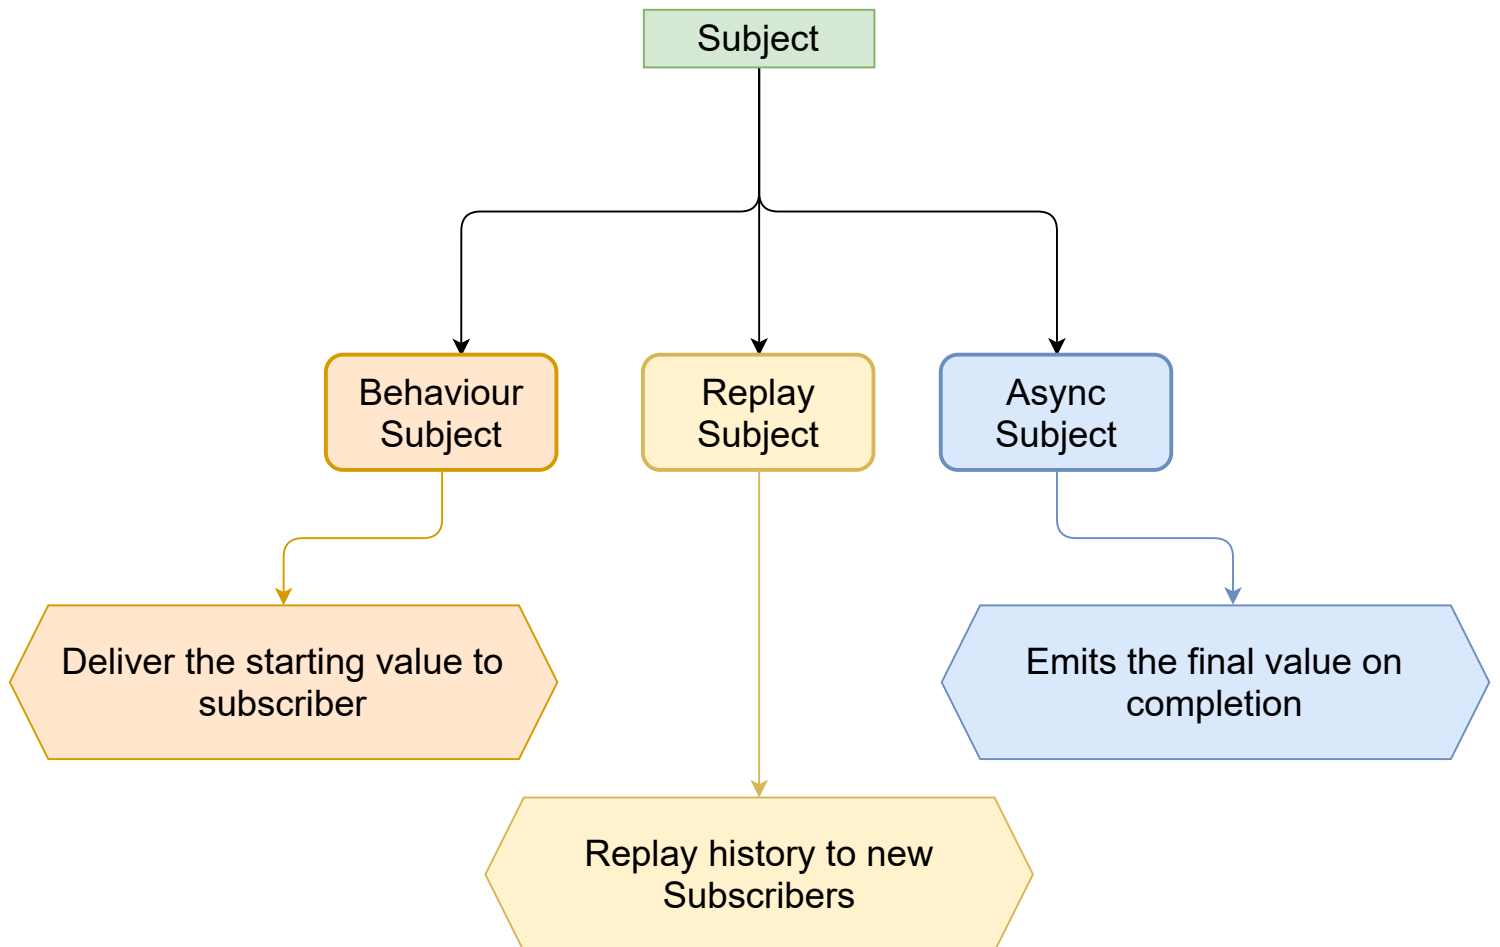 Subject
Behaviour
Subject
Replay
Subject
Async
Subject
Deliver the starting value to
subscriber
Emits the final value on
completion
Replay history to new
Subscribers